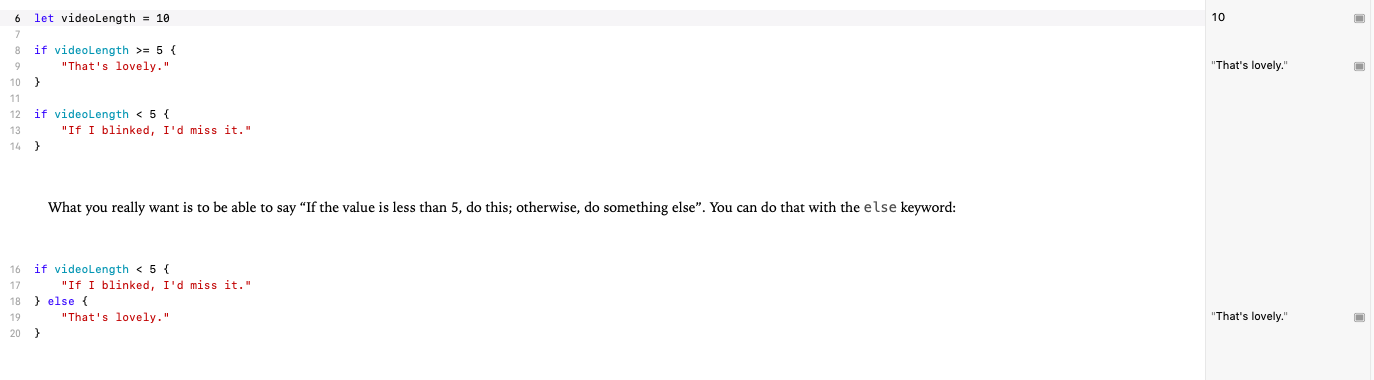 6 let videoLength = 10 10
7
8 if videoLength >= 5 {
9 "That's lovely." "That's lovely."
10 }
11
12 if videoLength < 5 {
13 "If I blinked, I'd miss it."
14 }
What you really want is to be able to say “If the value is less than 5, do this; otherwise, do something else”. You can do that with the else keyword:
16 if videoLength < 5 {
17 "If I blinked, I'd miss it."
18 } else {
19 "That's lovely." "That's lovely."
20 }